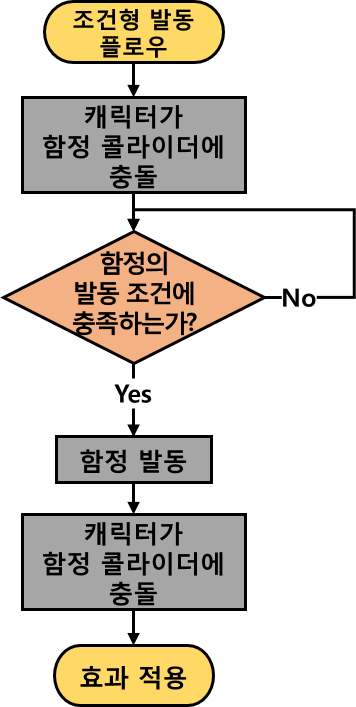 조건형 발동
플로우
캐릭터가
함정 콜라이더에
충돌
함정의
발동 조건에
충족하는가?
No
Yes
함정 발동
캐릭터가
함정 콜라이더에
충돌
효과 적용